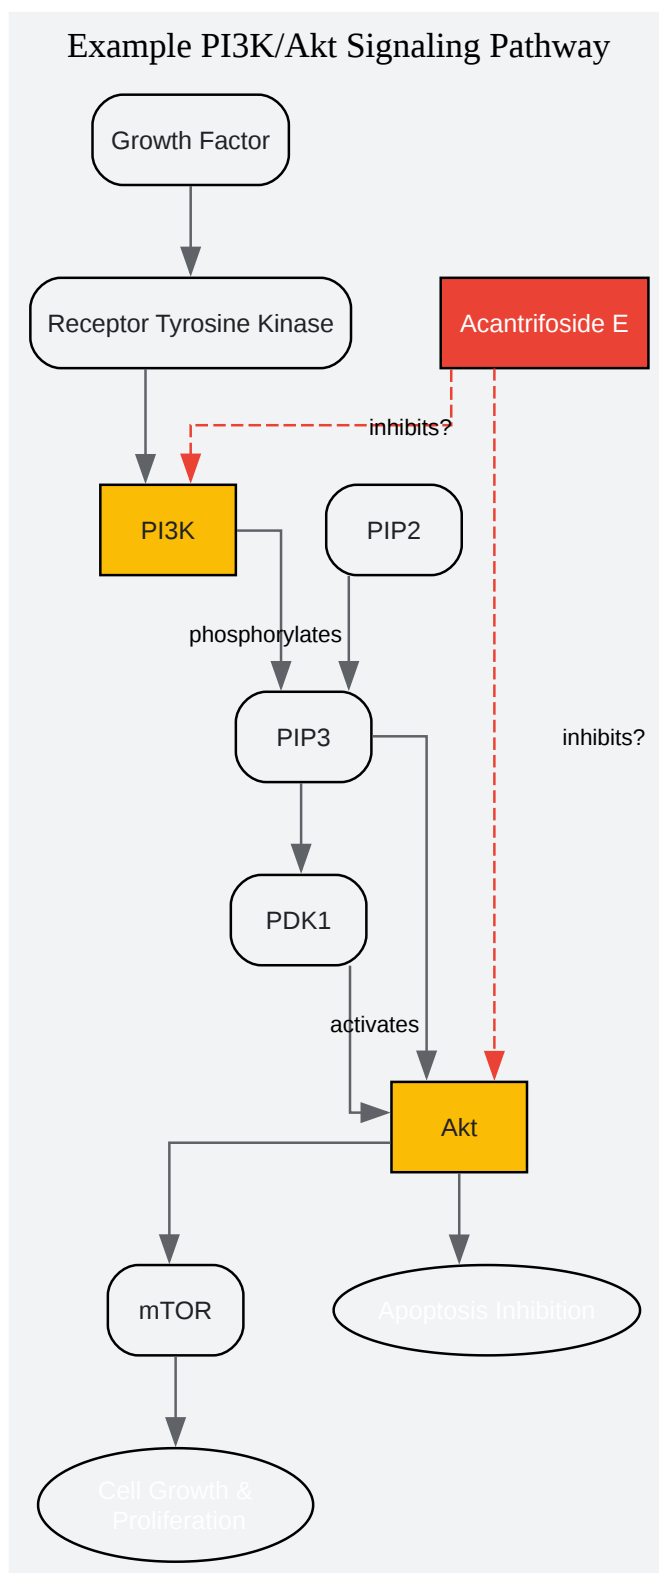 Example PI3K/Akt Signaling Pathway
Growth Factor
Receptor Tyrosine Kinase
Acantrifoside E
inhibits?
PI3K
PIP2
phosphorylates
PIP3
inhibits?
PDK1
activates
Akt
mTOR
Apoptosis Inhibition
Cell Growth &
Proliferation